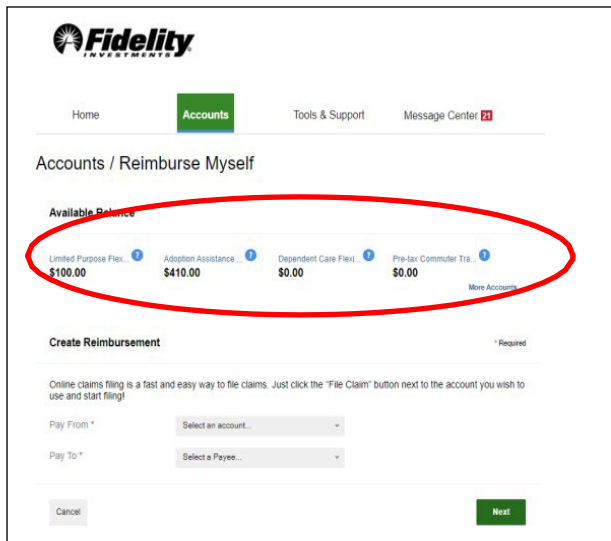 Fidelity
INVESTMENTS
Home Accounts Tools & Support Message Center 21
Accounts / Reimburse Myself
Available Balance
Limited Purpose Flex... ? Adoption Assistance ... ? Dependent Care Flexi... ? Pre-tax Commuter Tra... ?
$100.00 $410.00 $0.00 $0.00
More Accounts...
Create Reimbursement * Required
Online claims filing is a fast and easy way to file claims. Just click the "File Claim" button next to the account you wish to
use and start filing!
Pay From * Select an account...
Pay To * Select a Payee...
Cancel Next